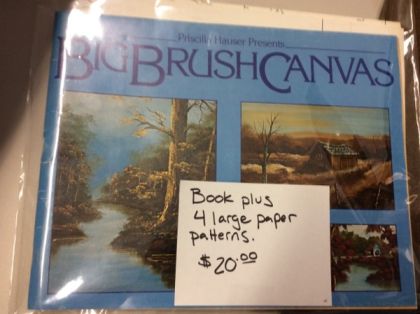 Priscilla Hauser Presents
BIG BRUSH CANVAS
Book plus
4 large paper
patterns.
$20.00